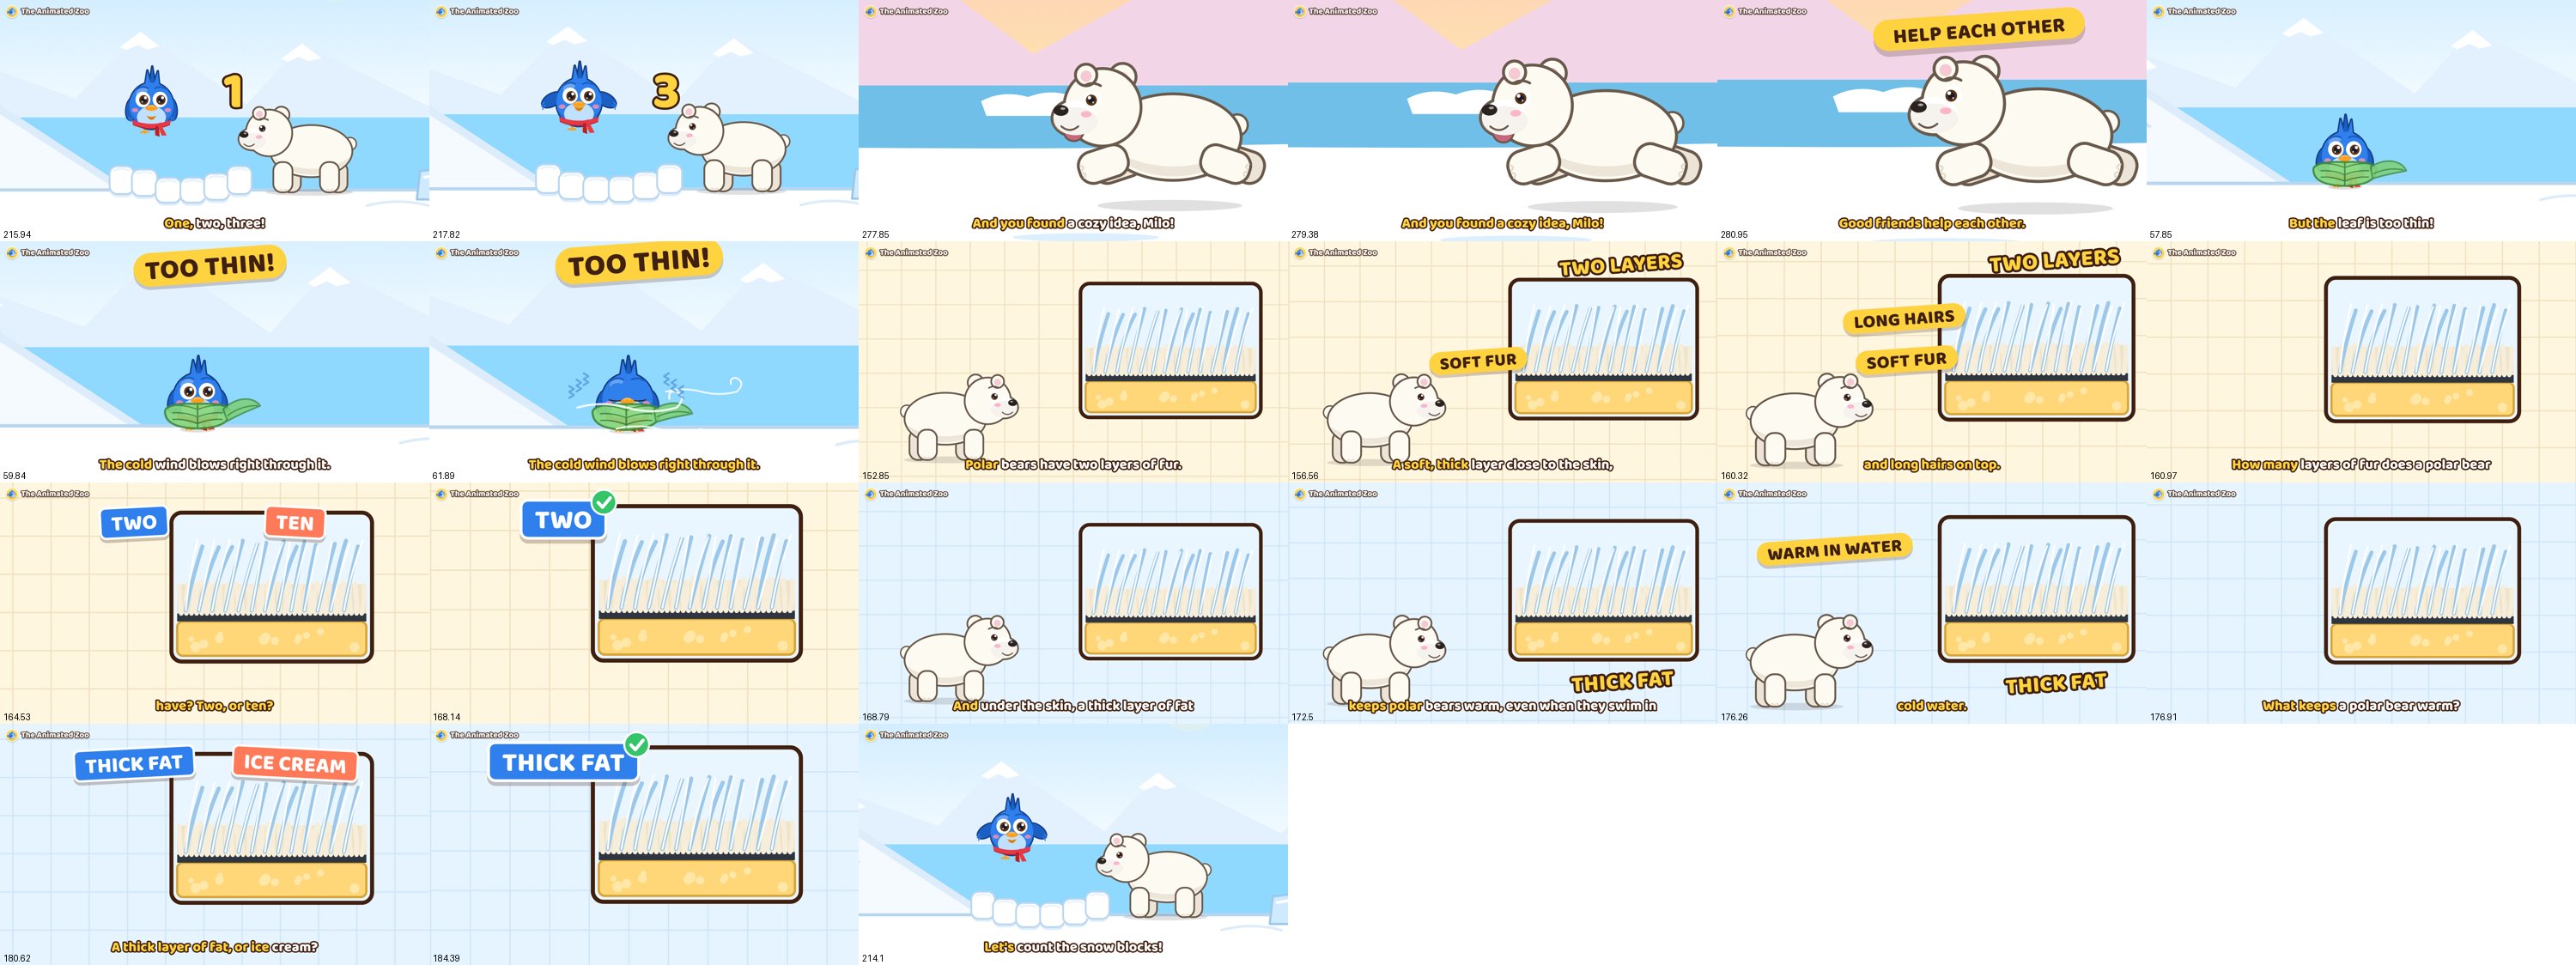 The Animated Zoo
1
One, two, three!
215.94
The Animated Zoo
3
217.82
The Animated Zoo
And you found a cozy idea, Milo!
277.85
The Animated Zoo
And you found a cozy idea, Milo!
279.38
The Animated Zoo
HELP EACH OTHER
Good friends help each other.
280.95
The Animated Zoo
But the leaf is too thin!
57.85
The Animated Zoo
TOO THIN!
The cold wind blows right through it.
59.84
The Animated Zoo
TOO THIN!
The cold wind blows right through it.
61.89
The Animated Zoo
Polar bears have two layers of fur.
152.85
The Animated Zoo
TWO LAYERS
SOFT FUR
A soft, thick layer close to the skin,
156.56
The Animated Zoo
TWO LAYERS
LONG HAIRS
SOFT FUR
and long hairs on top.
160.32
The Animated Zoo
How many layers of fur does a polar bear
160.97
The Animated Zoo
TWO
TEN
have? Two, or ten?
164.53
The Animated Zoo
TWO
168.14
The Animated Zoo
And under the skin, a thick layer of fat
168.79
The Animated Zoo
THICK FAT
keeps polar bears warm, even when they swim in
172.5
The Animated Zoo
WARM IN WATER
THICK FAT
cold water.
176.26
The Animated Zoo
What keeps a polar bear warm?
176.91
The Animated Zoo
THICK FAT
ICE CREAM
A thick layer of fat, or ice cream?
180.62
The Animated Zoo
THICK FAT
184.39
The Animated Zoo
Let's count the snow blocks!
214.1